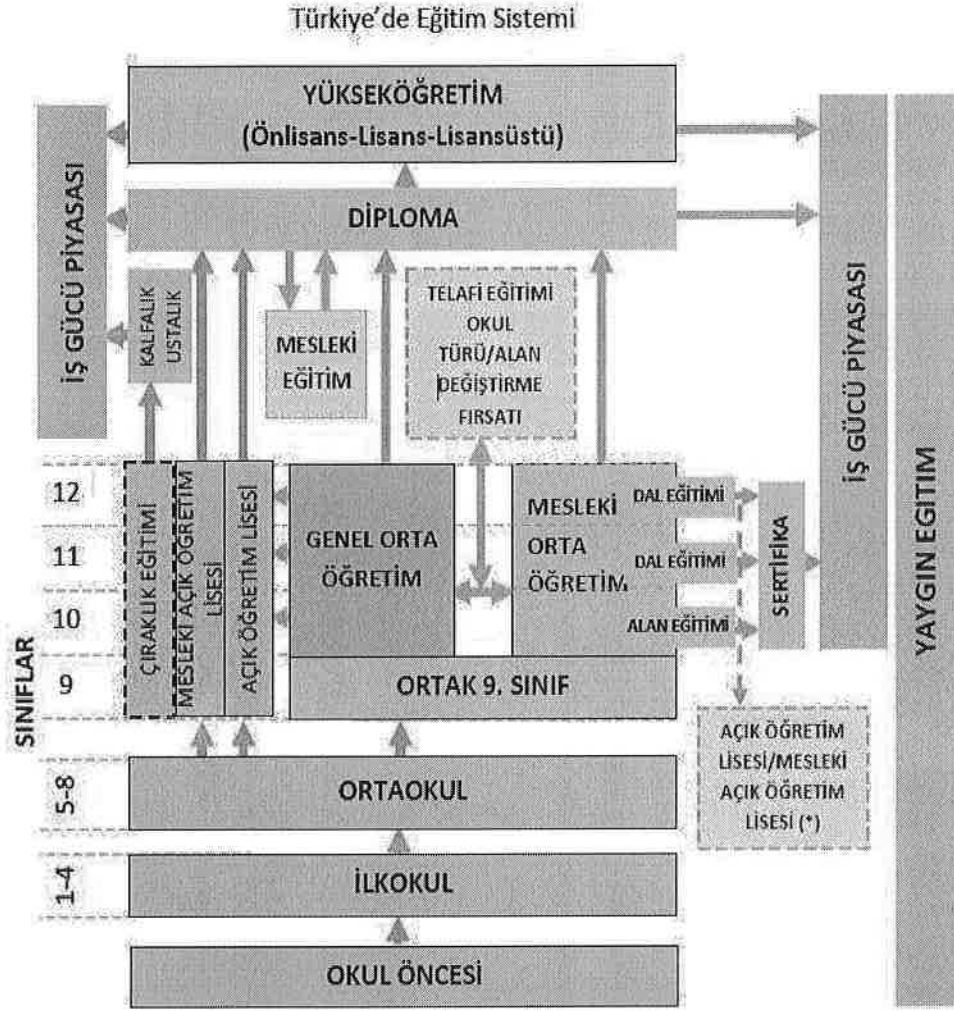 Türkiye'de Eğitim Sistemi
YÜKSEKÖĞRETİM
(Önlisans-Lisans-Lisansüstü)
DİPLOMA
İŞ GÜCÜ PİYASASI
KALFALIK
USTALIK
MESLEKİ
EĞİTİM
TELAFİ EĞİTİMİ
OKUL
TÜRÜ/ALAN
DEĞİŞTİRME
FIRSATI
İŞ GÜCÜ PİYASASI
YAYGIN EĞİTİM
SINIFLAR
12
11
10
9
5-8
1-4
ÇIRAKLIK EĞİTİMİ
MESLEKİ AÇIK ÖĞRETİM
LİSESİ
AÇIK ÖĞRETİM LİSESİ
GENEL ORTA
ÖĞRETİM
MESLEKİ
ORTA
ÖĞRETİM
DAL EĞİTİMİ
DAL EĞİTİMİ
ALAN EĞİTİMİ
SERTİFİKA
ORTAK 9. SINIF
AÇIK ÖĞRETİM
LİSESİ/MESLEKİ
AÇIK ÖĞRETİM
LİSESİ (*)
ORTAOKUL
İLKOKUL
OKUL ÖNCESİ